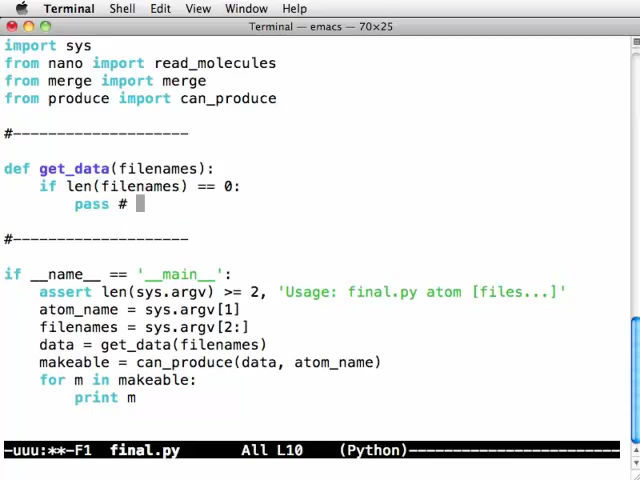 Terminal Shell Edit View Window Help
Terminal — emacs — 70×25
import sys
from nano import read_molecules
from merge import merge
from produce import can_produce
#---------------------
def get_data(filenames):
    if len(filenames) == 0:
        pass #
#---------------------
if __name__ == '__main__':
    assert len(sys.argv) >= 2, 'Usage: final.py atom [files...]'
    atom_name = sys.argv[1]
    filenames = sys.argv[2:]
    data = get_data(filenames)
    makeable = can_produce(data, atom_name)
    for m in makeable:
        print m
-uuu:**-F1  final.py       All L10    (Python)------------------------